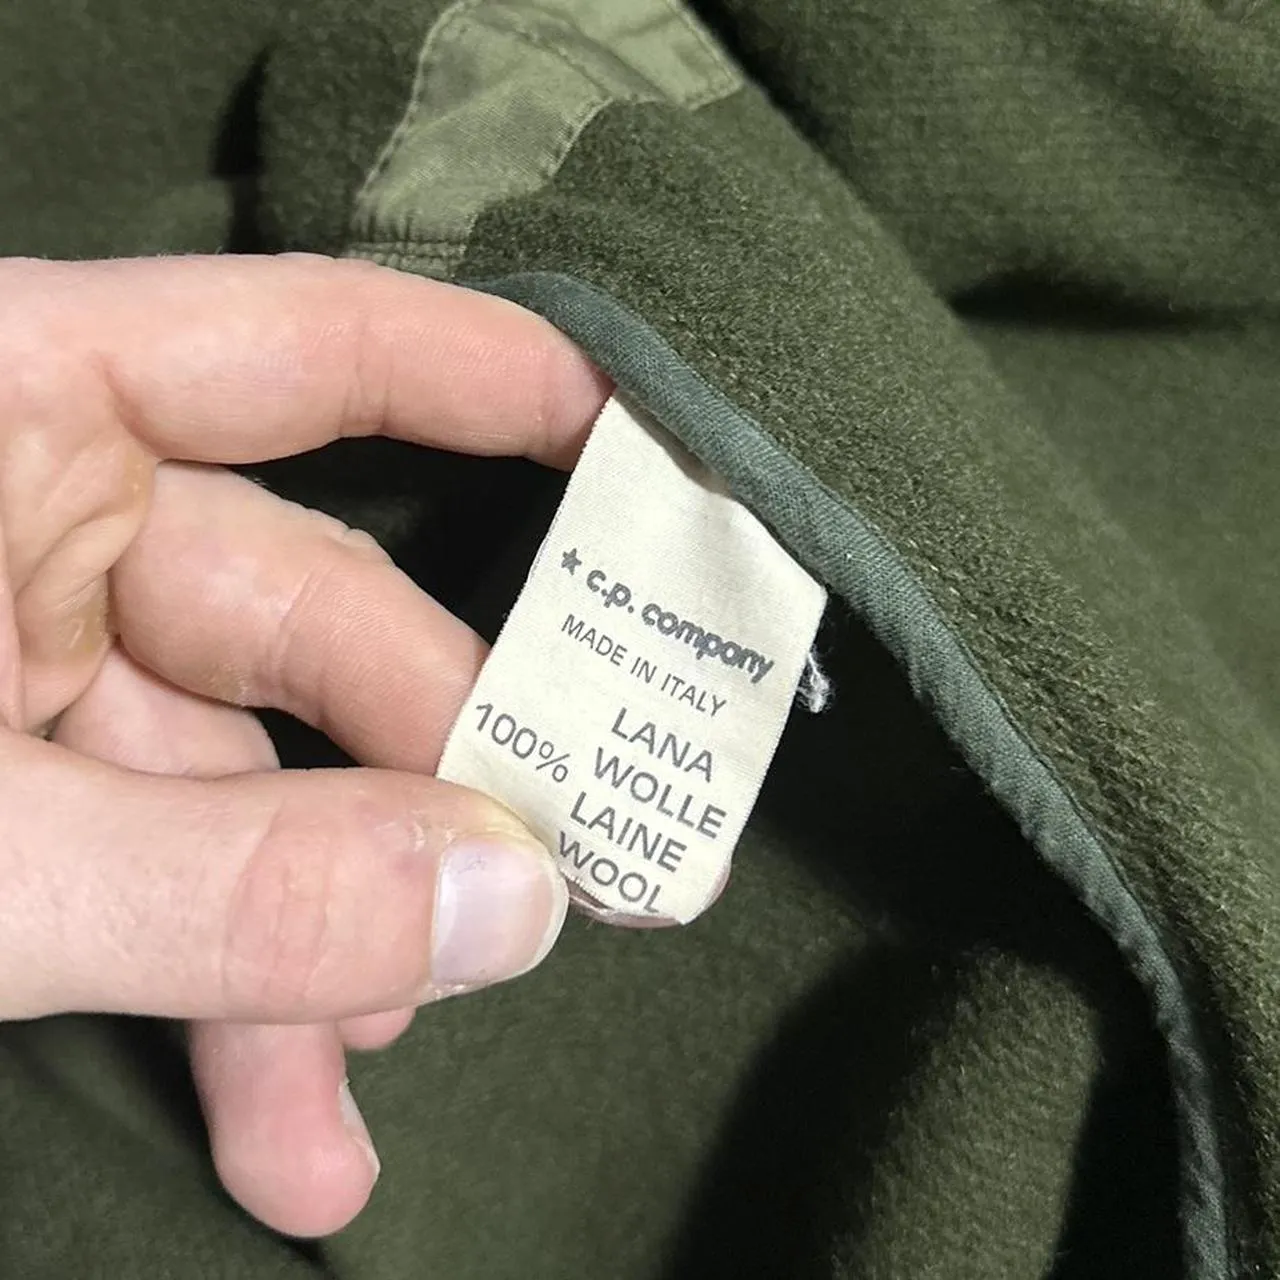 ★ c.p. company
MADE IN ITALY
100% LANA
WOLLE
LAINE
WOOL